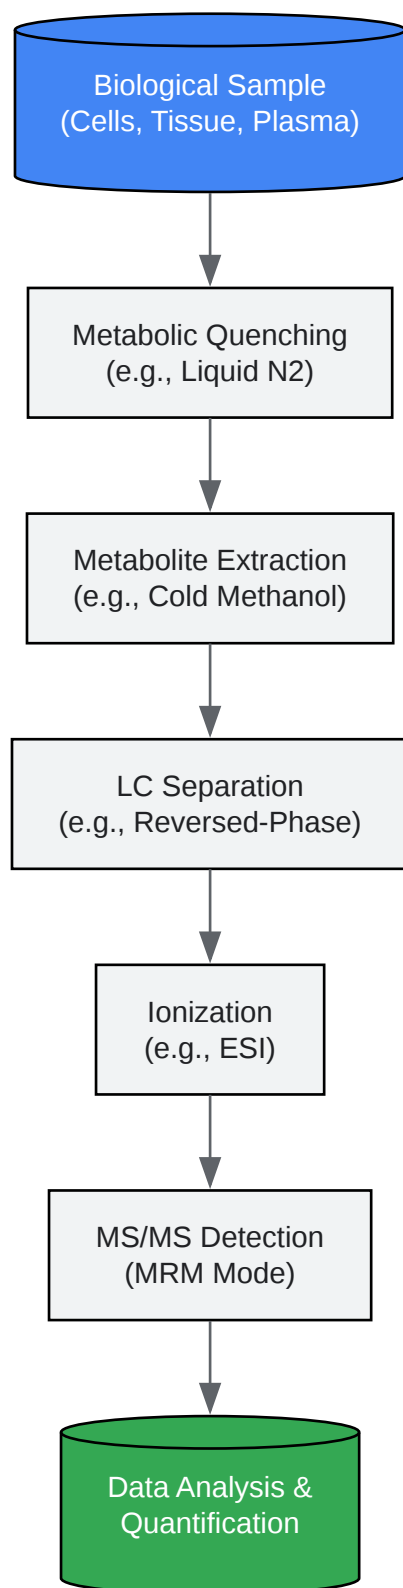 Biological Sample
(Cells, Tissue, Plasma)
Metabolic Quenching
(e.g., Liquid N2)
Metabolite Extraction
(e.g., Cold Methanol)
LC Separation
(e.g., Reversed-Phase)
Ionization
(e.g., ESI)
MS/MS Detection
(MRM Mode)
Data Analysis &
Quantification